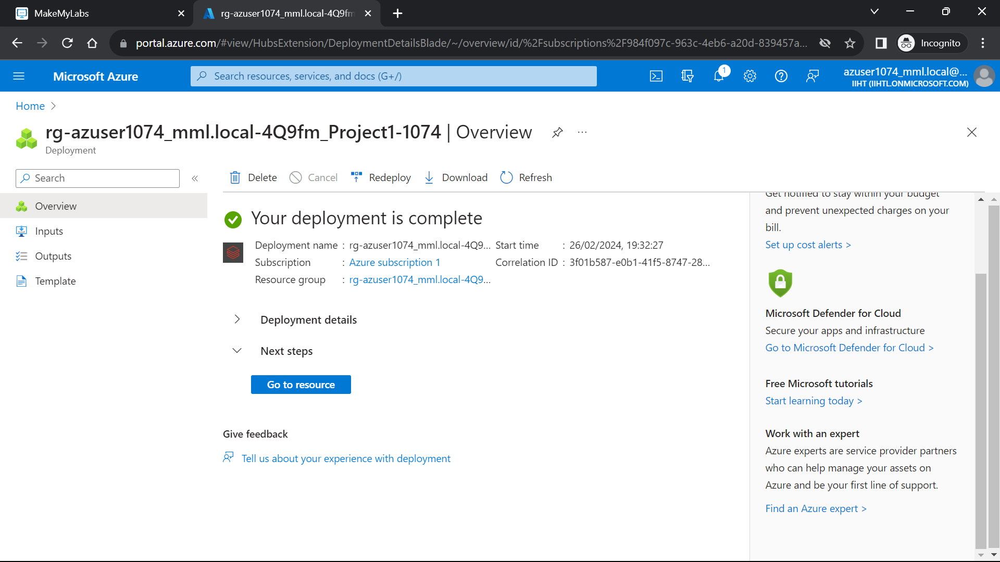 MakeMyLabs
rg-azuser1074_mml.local-4Q9fm
portal.azure.com/#view/HubsExtension/DeploymentDetailsBlade/~/overview/id/%2Fsubscriptions%2F984f097c-963c-4eb6-a20d-839457a...
Incognito
Microsoft Azure
Search resources, services, and docs (G+/)
1
azuser1074_mml.local@...
IIHT (IIHTL.ONMICROSOFT.COM)
Home
rg-azuser1074_mml.local-4Q9fm_Project1-1074 | Overview
Deployment
Search
Overview
Inputs
Outputs
Template
Delete
Cancel
Redeploy
Download
Refresh
Your deployment is complete
Deployment name : rg-azuser1074_mml.local-4Q9...
Subscription : Azure subscription 1
Resource group : rg-azuser1074_mml.local-4Q9...
Start time : 26/02/2024, 19:32:27
Correlation ID : 3f01b587-e0b1-41f5-8747-28...
Deployment details
Next steps
Go to resource
Give feedback
Tell us about your experience with deployment
Get notified to stay within your budget
and prevent unexpected charges on your
bill.
Set up cost alerts >
Microsoft Defender for Cloud
Secure your apps and infrastructure
Go to Microsoft Defender for Cloud >
Free Microsoft tutorials
Start learning today >
Work with an expert
Azure experts are service provider partners
who can help manage your assets on
Azure and be your first line of support.
Find an Azure expert >